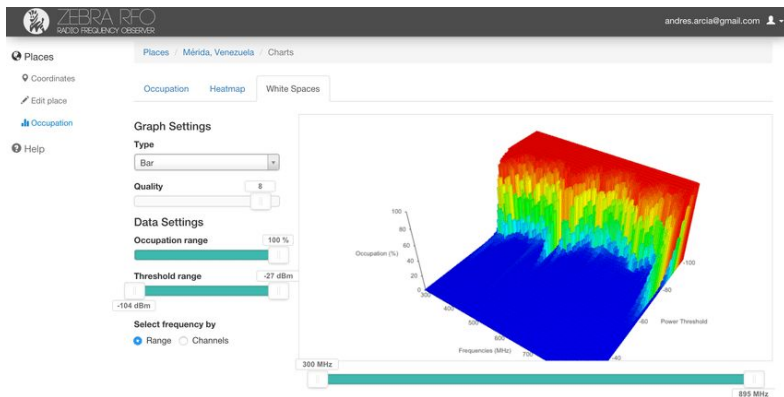 ZEBRA RFO
RADIO FREQUENCY OBSERVER
andres.arcia@gmail.com
Places
Coordinates
Edit place
Occupation
Help
Places / Mérida, Venezuela / Charts
Occupation
Heatmap
White Spaces
Graph Settings
Type
Bar
Quality
8
Data Settings
Occupation range
100 %
Threshold range
-27 dBm
-104 dBm
Select frequency by
Range
Channels
100
80
60
40
20
0
Occupation (%)
300
400
500
600
700
Frequencies (MHz)
-100
-80
-60
-40
Power Threshold
300 MHz
895 MHz